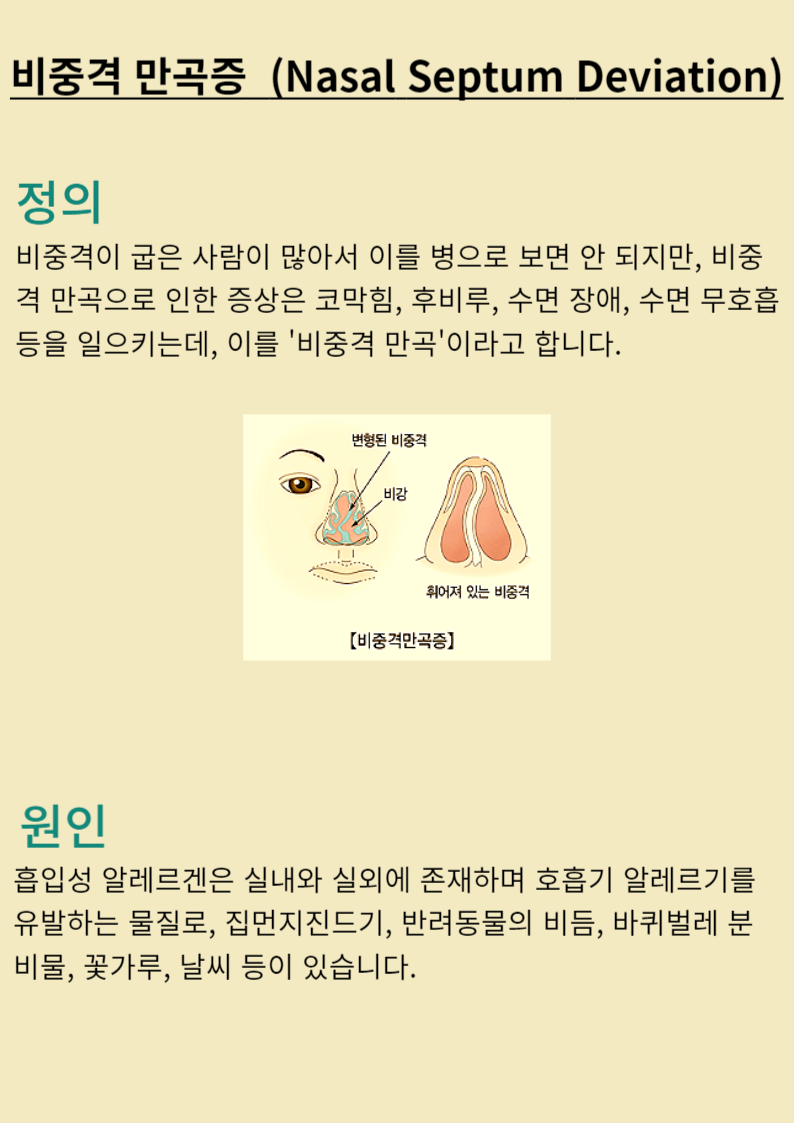 비중격 만곡증 (Nasal Septum Deviation)
정의
비중격이 굽은 사람이 많아서 이를 병으로 보면 안 되지만, 비중
격 만곡으로 인한 증상은 코막힘, 후비루, 수면 장애, 수면 무호흡
등을 일으키는데, 이를 '비중격 만곡'이라고 합니다.
변형된 비중격
비강
휘어져 있는 비중격
【비중격만곡증】
원인
흡입성 알레르겐은 실내와 실외에 존재하며 호흡기 알레르기를
유발하는 물질로, 집먼지진드기, 반려동물의 비듬, 바퀴벌레 분
비물, 꽃가루, 날씨 등이 있습니다.